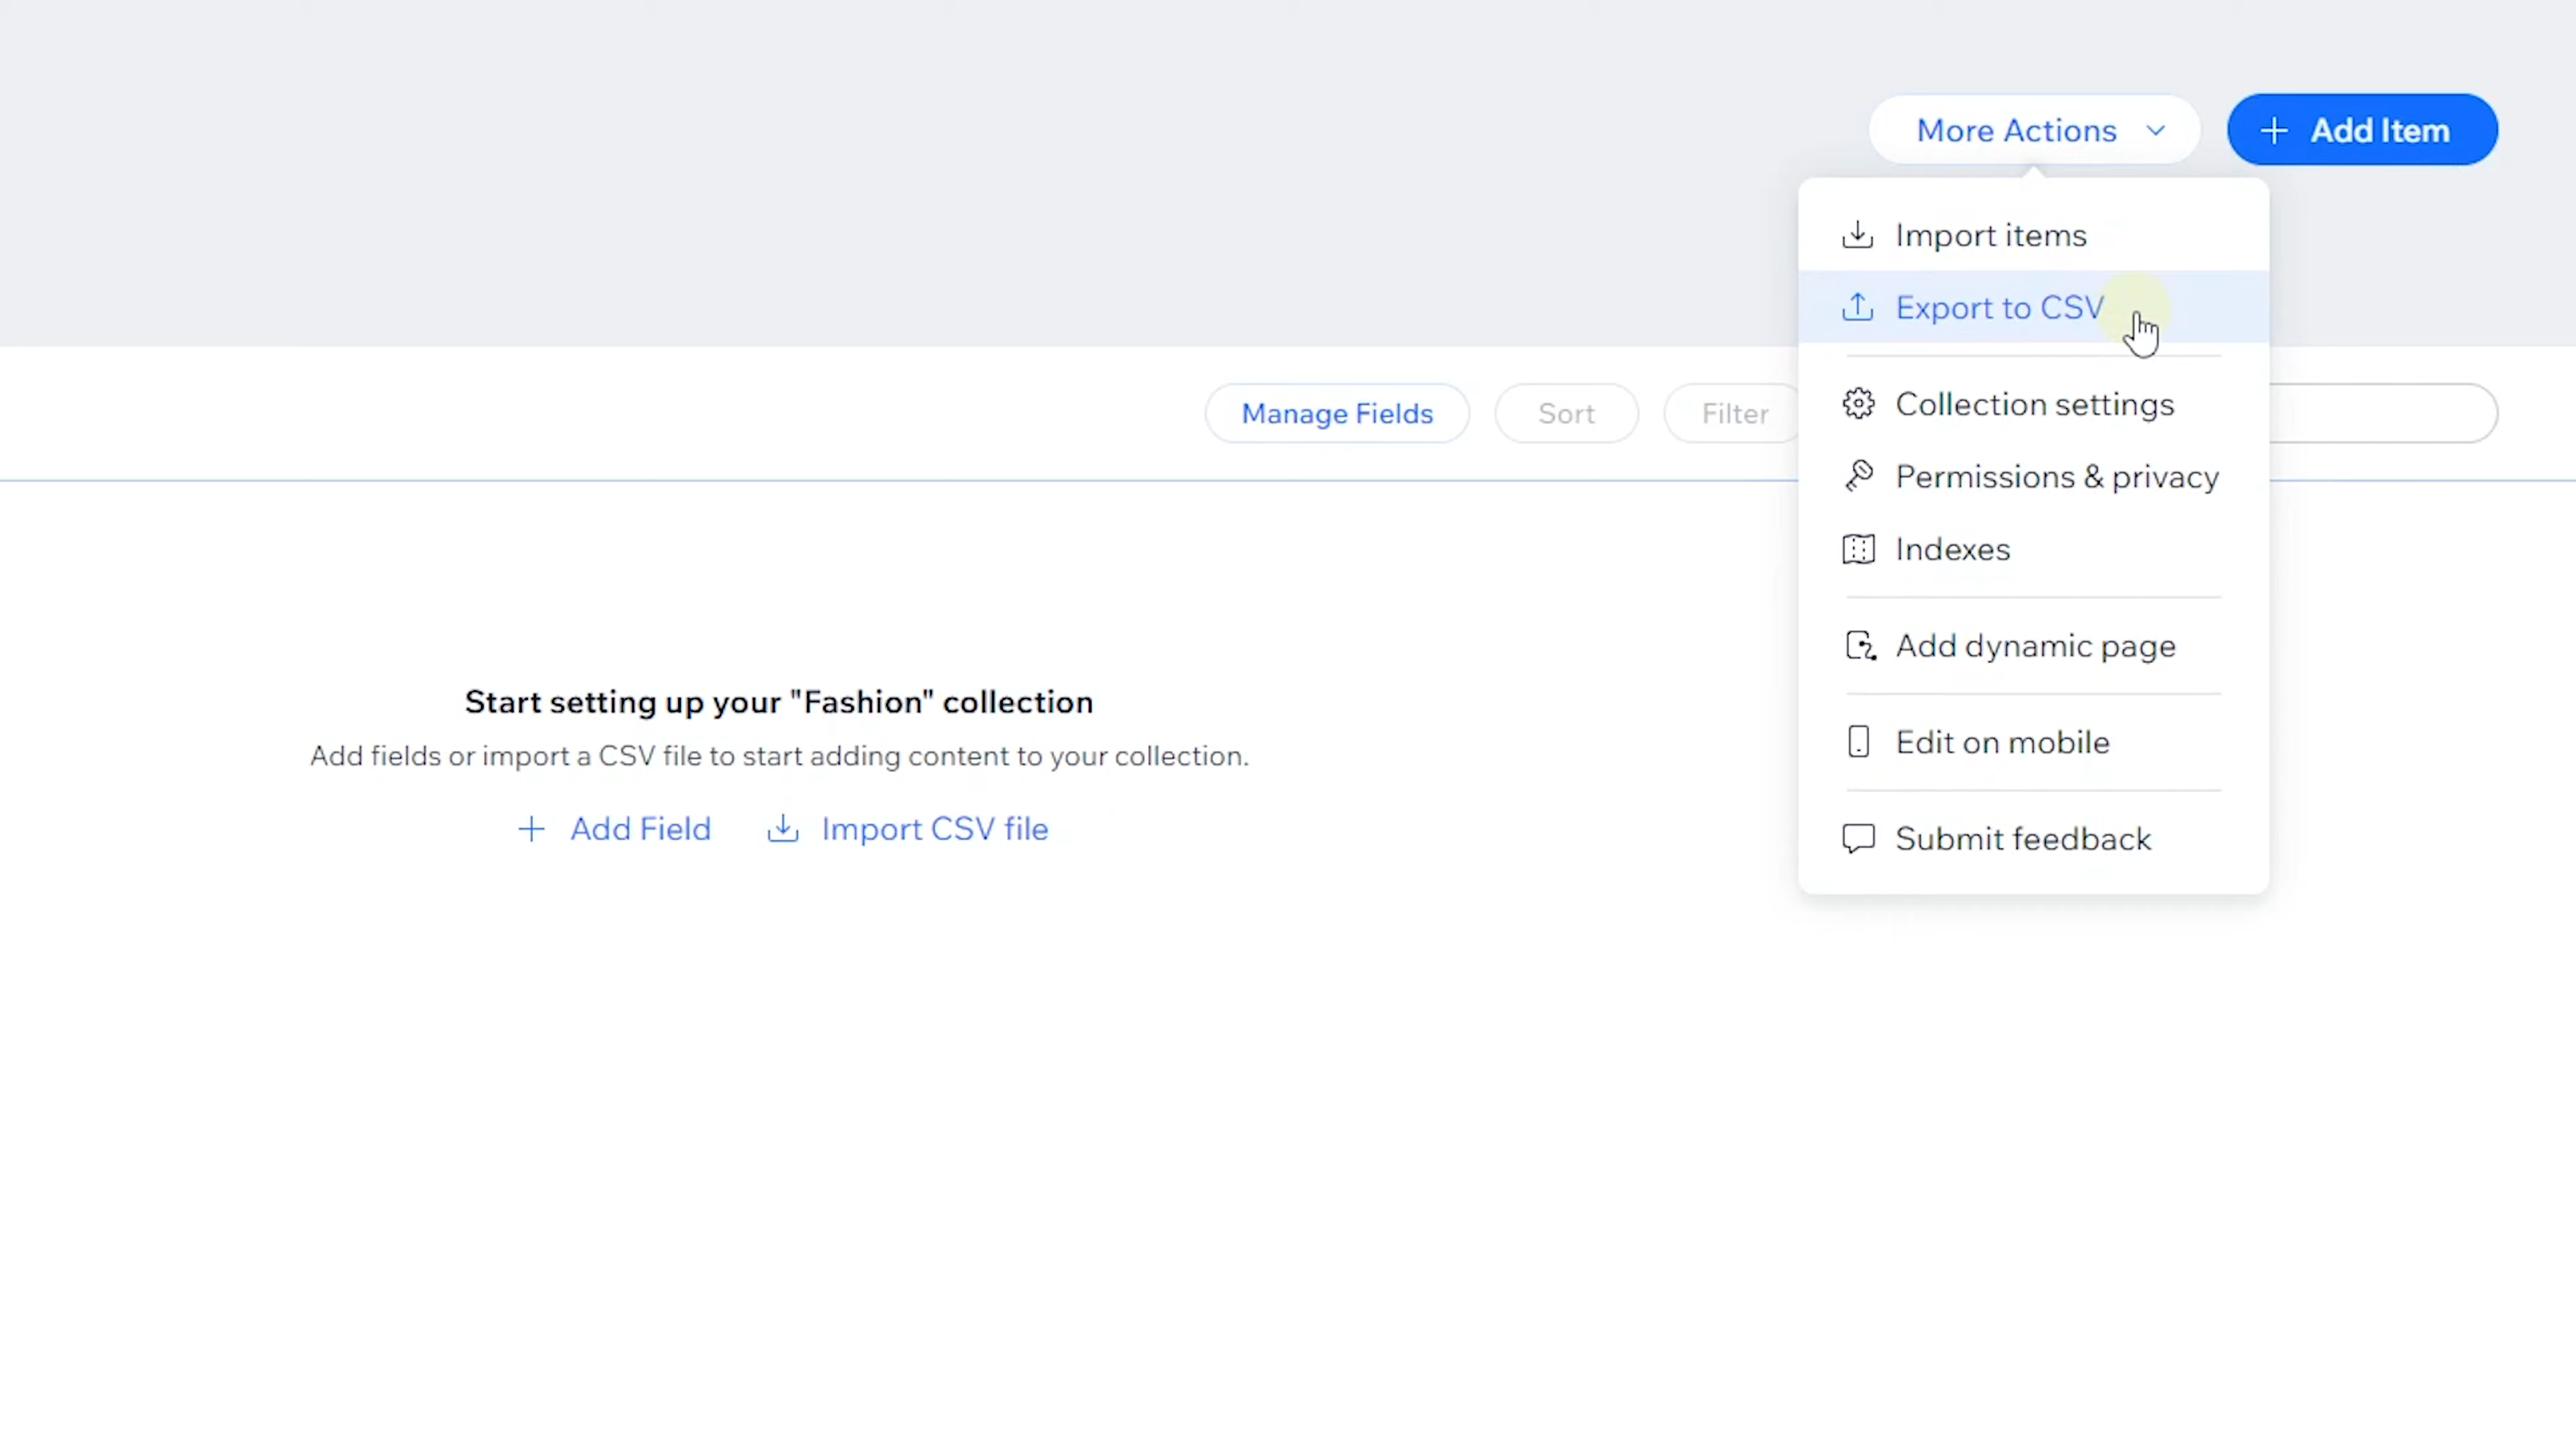 More Actions
Add Item
Import items
Export to CSV
Manage Fields
Sort
Filter
Collection settings
Permissions & privacy
Indexes
Add dynamic page
Edit on mobile
Submit feedback
Start setting up your "Fashion" collection
Add fields or import a CSV file to start adding content to your collection.
Add Field
Import CSV file